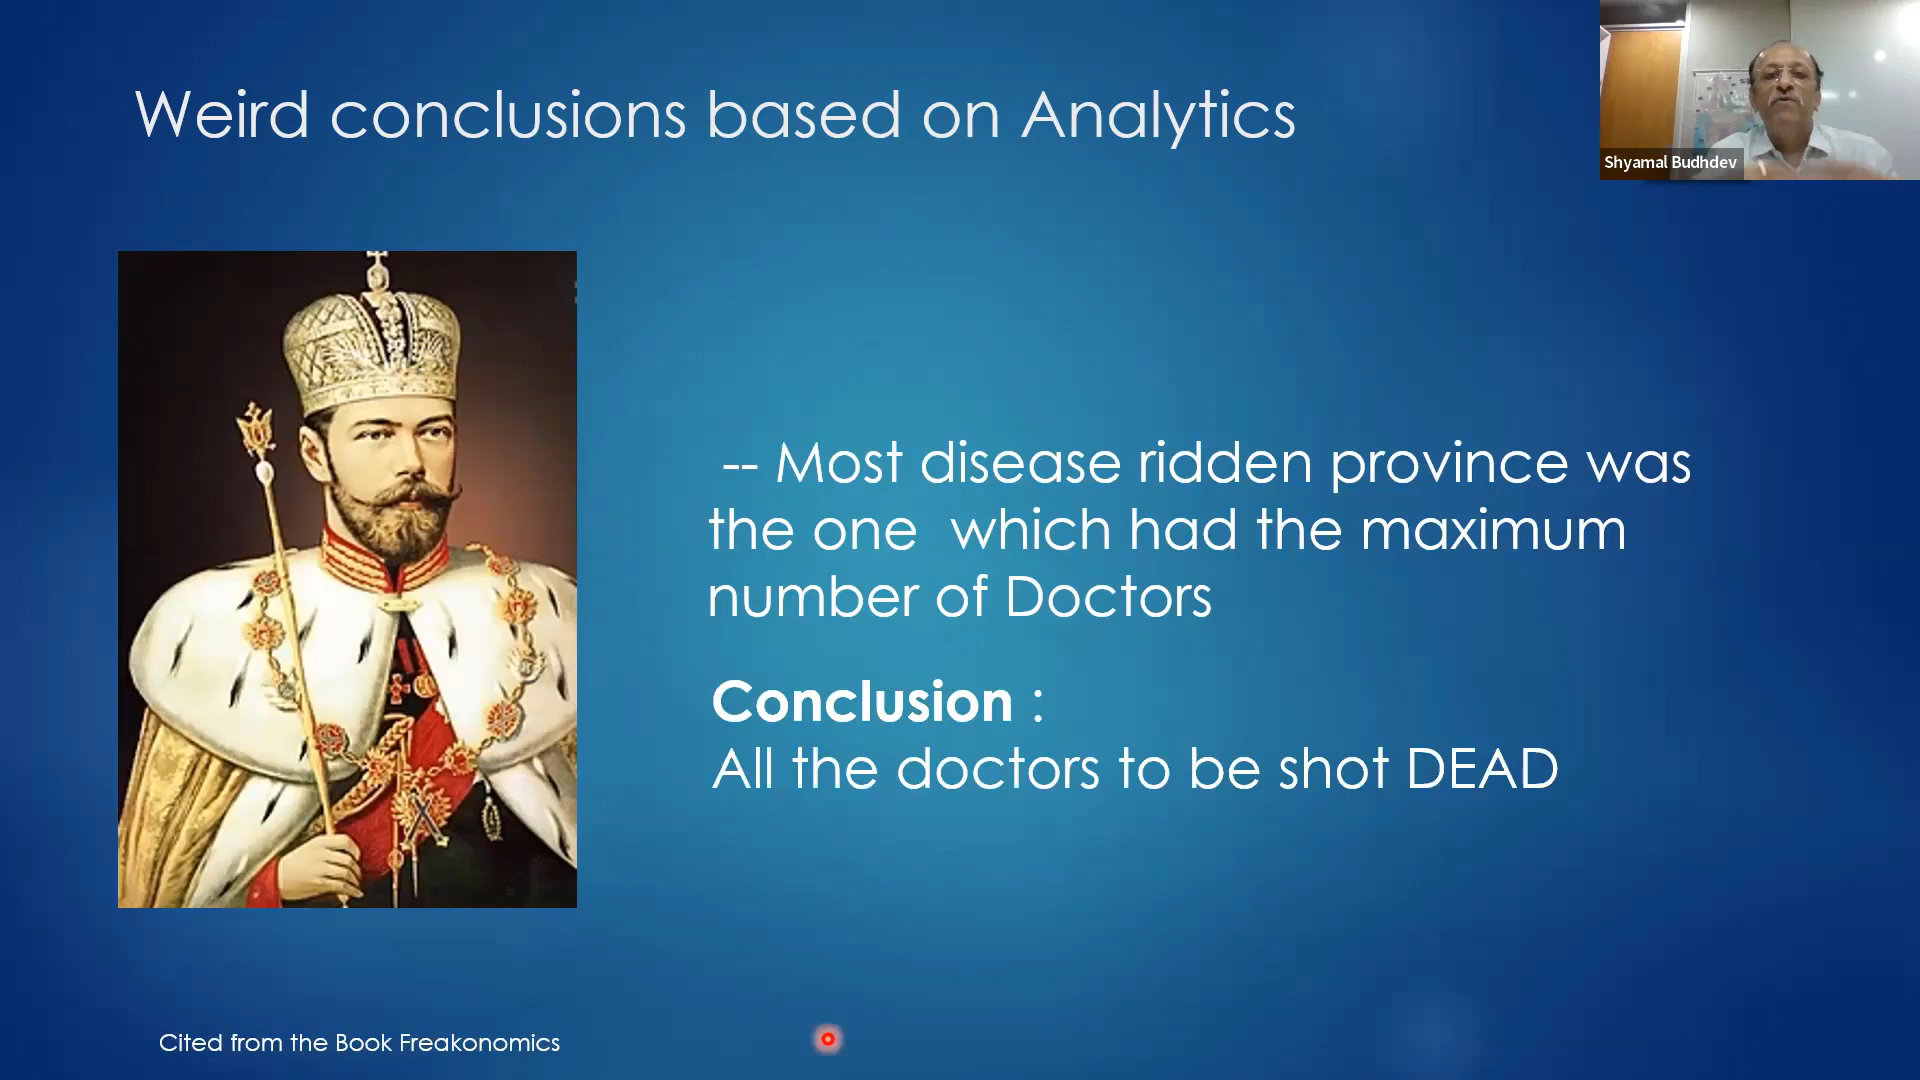 Weird conclusions based on Analytics
Shyamal Budhdev
-- Most disease ridden province was
the one which had the maximum
number of Doctors
Conclusion :
All the doctors to be shot DEAD
Cited from the Book Freakonomics